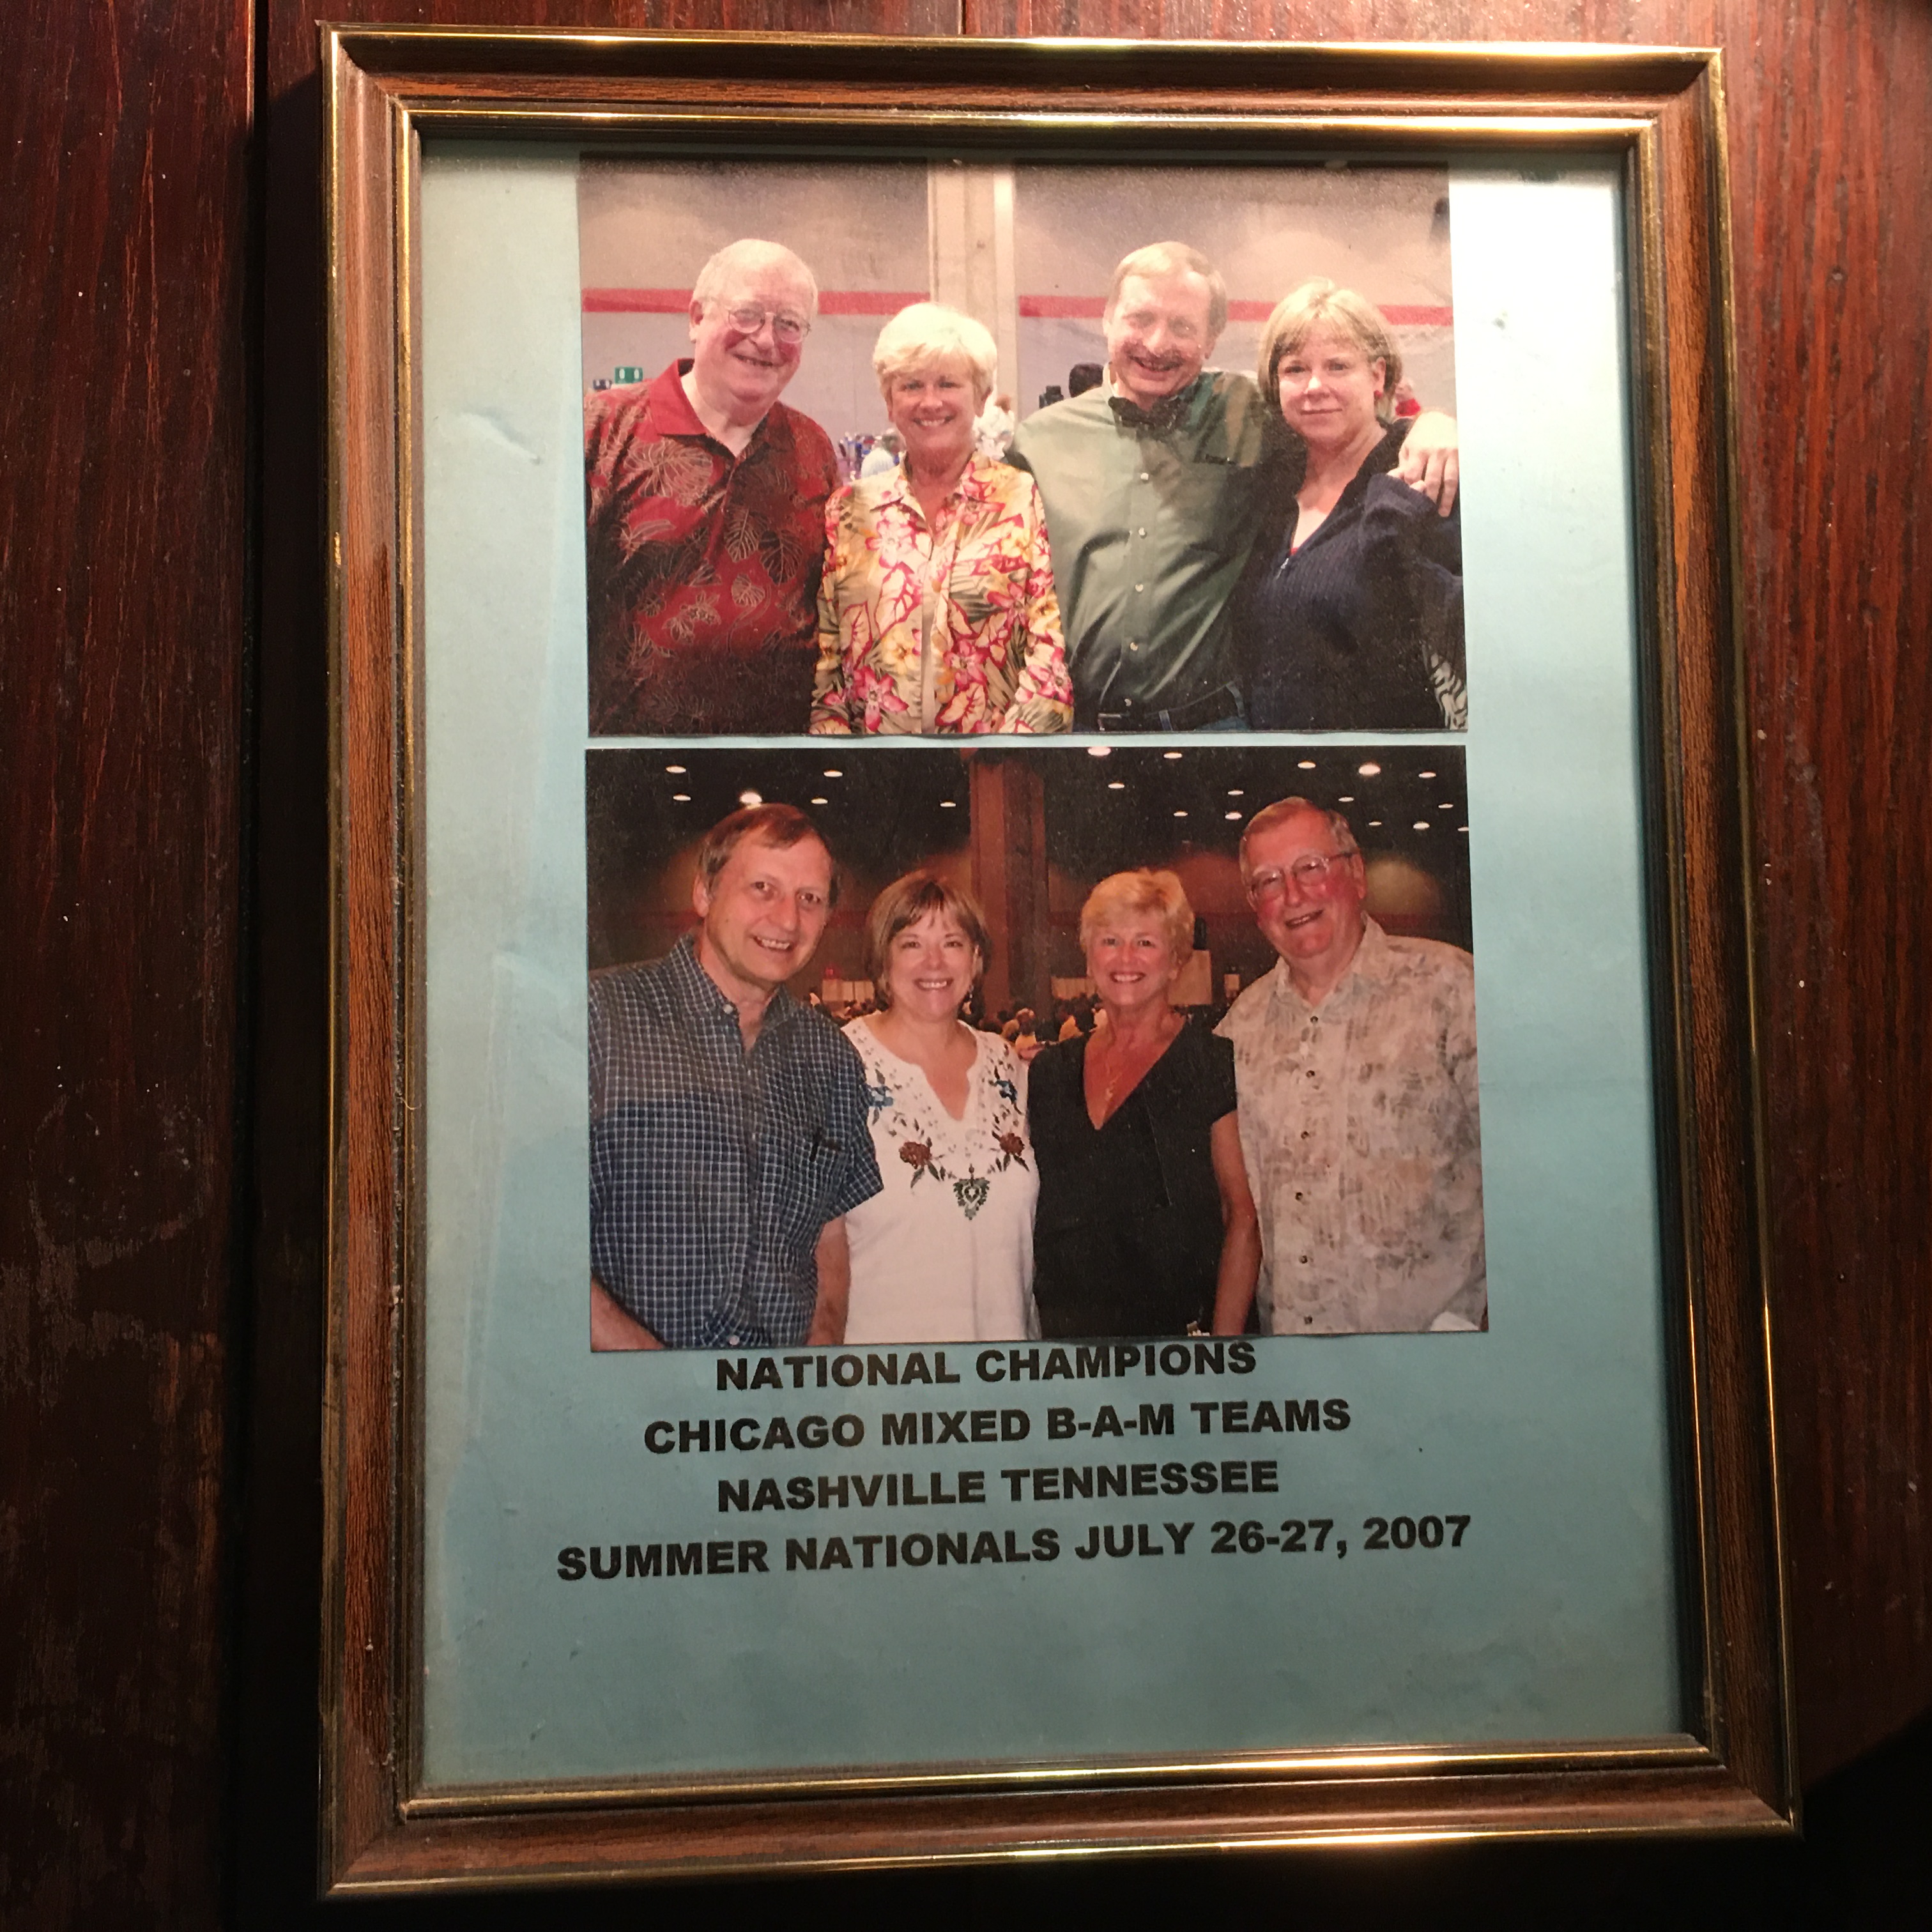 NATIONAL CHAMPIONS
CHICAGO MIXED B-A-M TEAMS
NASHVILLE TENNESSEE
SUMMER NATIONALS JULY 26-27, 2007